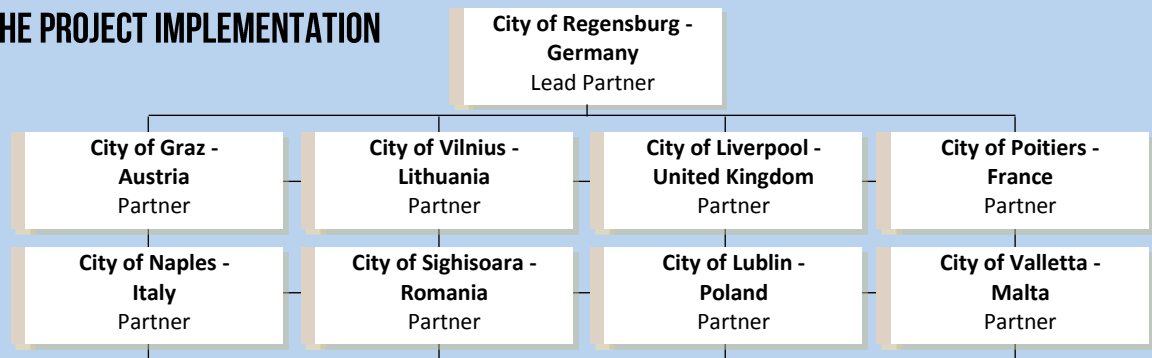 HE PROJECT IMPLEMENTATION
City of Regensburg -
Germany
Lead Partner
City of Graz -
Austria
Partner
City of Vilnius -
Lithuania
Partner
City of Liverpool -
United Kingdom
Partner
City of Poitiers -
France
Partner
City of Naples -
Italy
Partner
City of Sighisoara -
Romania
Partner
City of Lublin -
Poland
Partner
City of Valletta -
Malta
Partner